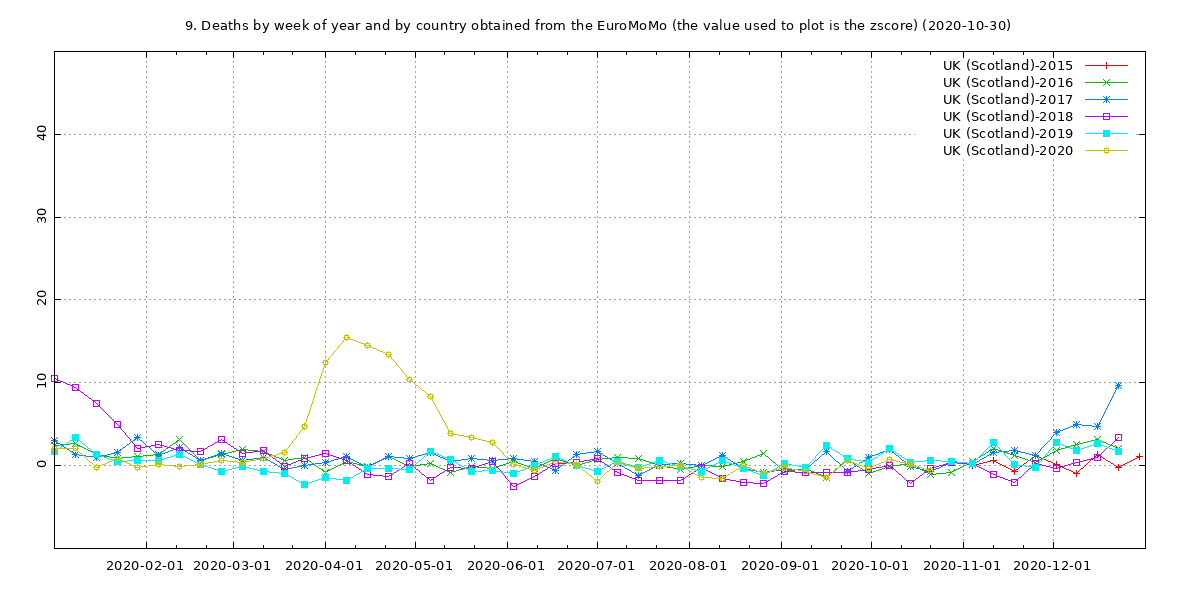 9. Deaths by week of year and by country obtained from the EuroMoMo (the value used to plot is the zscore) (2020-10-30)
UK (Scotland)-2015
UK (Scotland)-2016
UK (Scotland)-2017
UK (Scotland)-2018
UK (Scotland)-2019
UK (Scotland)-2020
40
30
20
10
0
2020-02-01 2020-03-01 2020-04-01 2020-05-01 2020-06-01 2020-07-01 2020-08-01 2020-09-01 2020-10-01 2020-11-01 2020-12-01